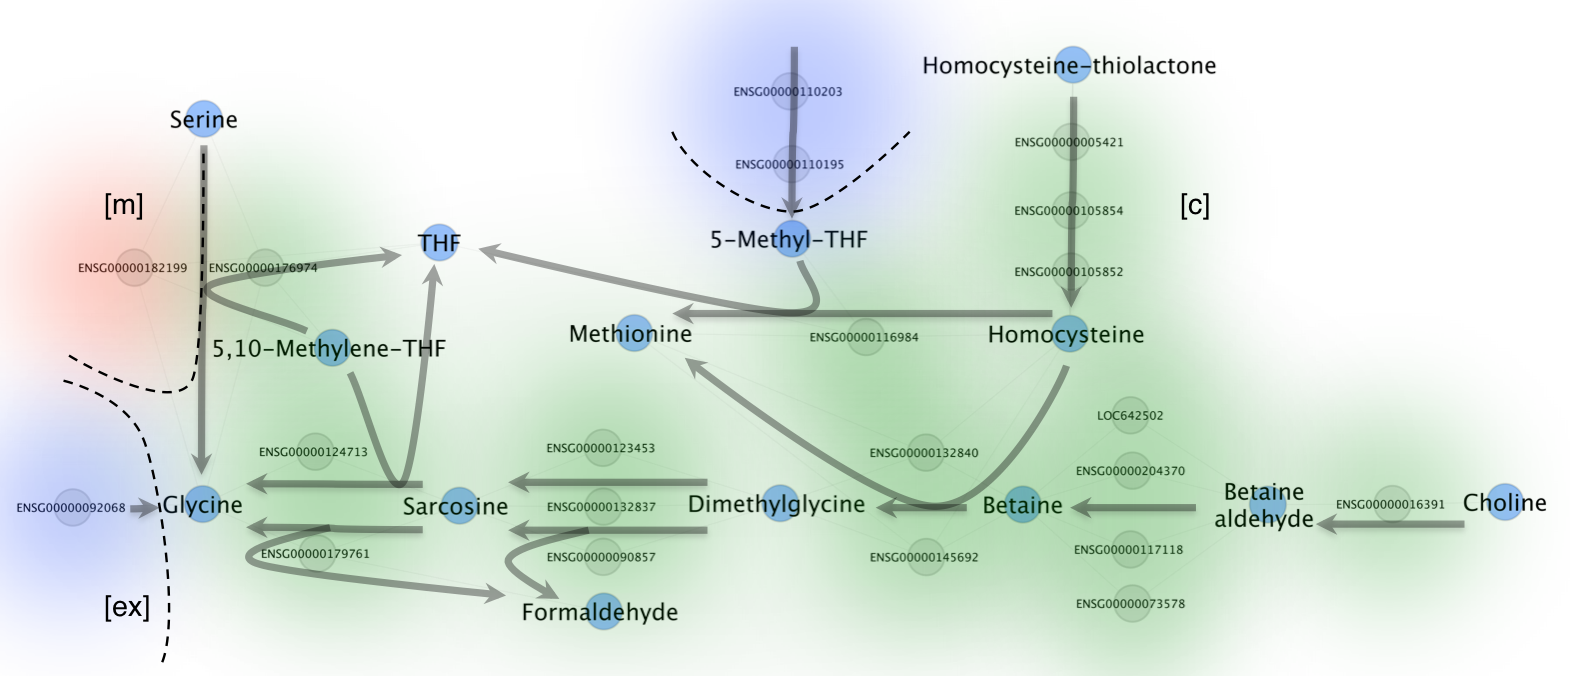 Homocysteine-thiolactone
ENSG00000110203
Serine
ENSG00000005421
ENSG00000110195
[m]
[c]
ENSG00000105854
THF
5-Methyl-THF
ENSG00000182199
ENSG00000176974
ENSG00000105852
Methionine
ENSG00000116984
Homocysteine
5,10-Methylene-THF
LOC642502
ENSG00000124713
ENSG00000123453
ENSG00000132840
ENSG00000204370
ENSG00000092068
Glycine
Sarcosine
ENSG00000132837
Dimethylglycine
Betaine
Betaine
aldehyde
ENSG00000016391
Choline
ENSG00000179761
ENSG00000090857
ENSG00000145692
ENSG00000117118
[ex]
Formaldehyde
ENSG00000073578